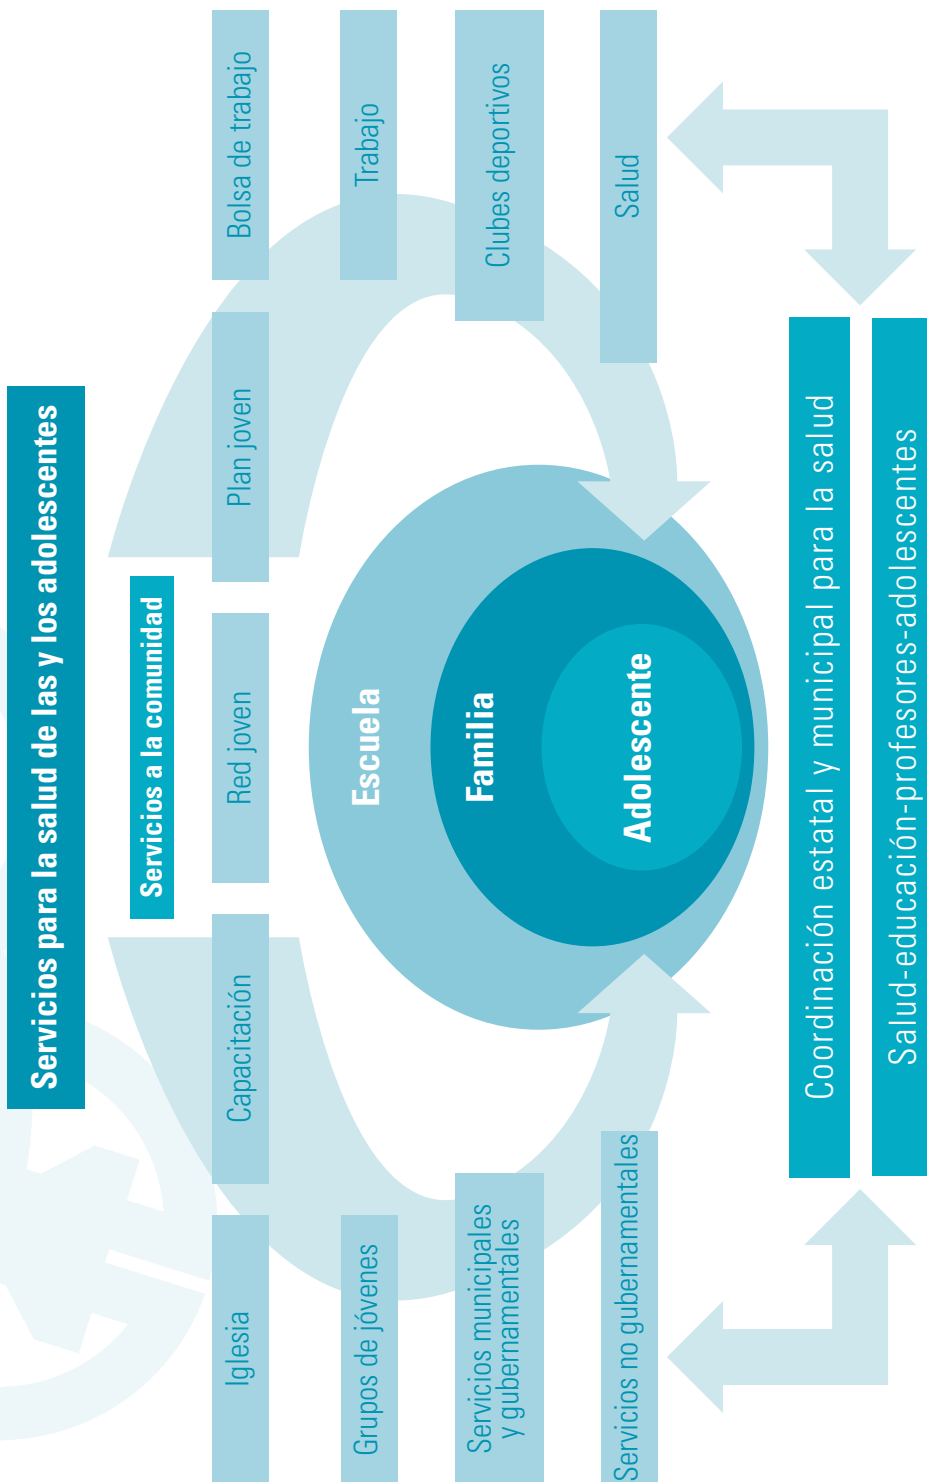 Servicios para la salud de las y los adolescentes
Servicios a la comunidad
Iglesia
Capacitación
Red joven
Plan joven
Bolsa de trabajo
Grupos de jóvenes
Escuela
Trabajo
Servicios municipales
y gubernamentales
Familia
Clubes deportivos
Servicios no gubernamentales
Adolescente
Salud
Coordinación estatal y municipal para la salud
Salud-educación-profesores-adolescentes